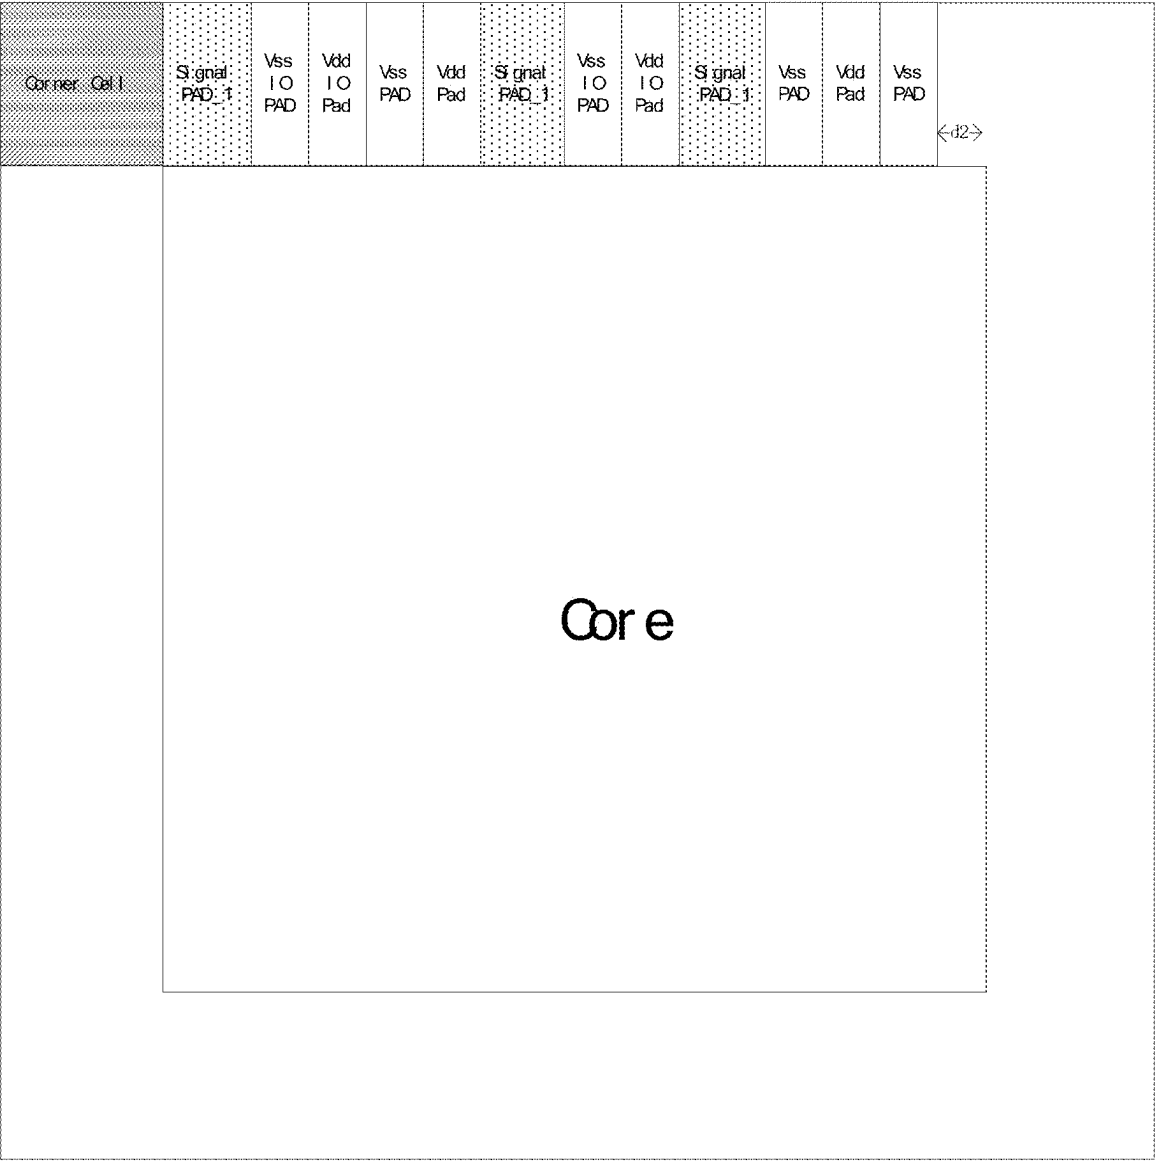 Corner Cell
Signal
PAD_1
Vss
IO
PAD
Vdd
IO
Pad
Vss
PAD
Vdd
Pad
Signal
PAD_1
Vss
IO
PAD
Vdd
IO
Pad
Signal
PAD_1
Vss
PAD
Vdd
Pad
Vss
PAD
d2
Core